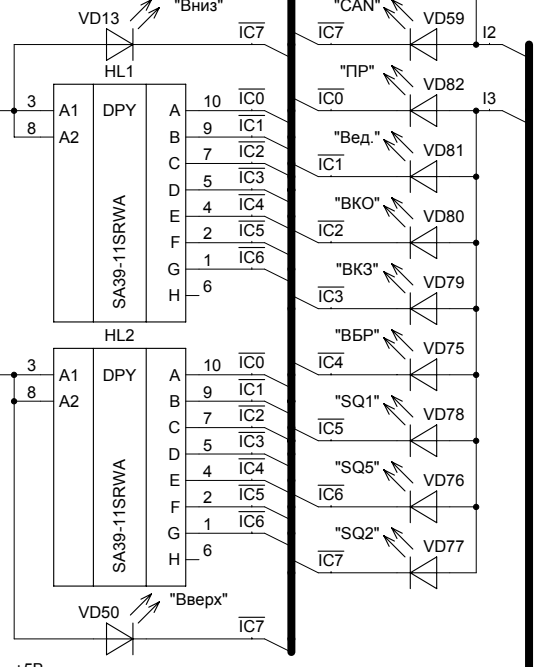 "Вниз"
VD13
IC7
HL1
3 A1 DPY A 10 IC0
8 A2 B 9 IC1
C 7 IC2
D 5 IC3
E 4 IC4
F 2 IC5
G 1 IC6
H 6
SA39-11SRWA
HL2
3 A1 DPY A 10 IC0
8 A2 B 9 IC1
C 7 IC2
D 5 IC3
E 4 IC4
F 2 IC5
G 1 IC6
H 6
SA39-11SRWA
"Вверх"
VD50
IC7
"CAN" VD59
IC7 I2
"ПР" VD82
IC0 I3
"Вед." VD81
IC1
"ВКО" VD80
IC2
"ВКЗ" VD79
IC3
"ВБР" VD75
IC4
"SQ1" VD78
IC5
"SQ5" VD76
IC6
"SQ2" VD77
IC7